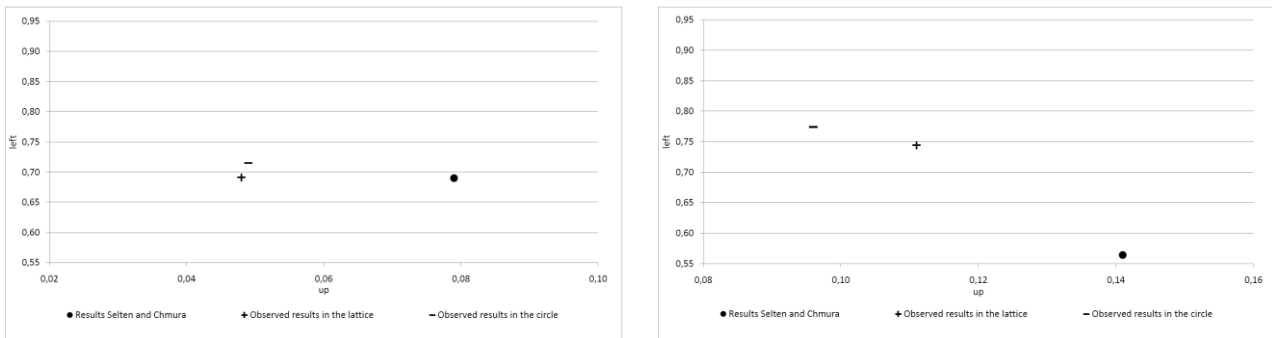 0,95
0,90
0,85
0,80
0,75
0,70
0,65
0,60
0,55
left
0,02 0,04 0,06 0,08 0,10
up
Results Selten and Chmura Observed results in the lattice Observed results in the circle
0,95
0,90
0,85
0,80
0,75
0,70
0,65
0,60
0,55
left
0,08 0,10 0,12 0,14 0,16
up
Results Selten and Chmura Observed results in the lattice Observed results in the circle